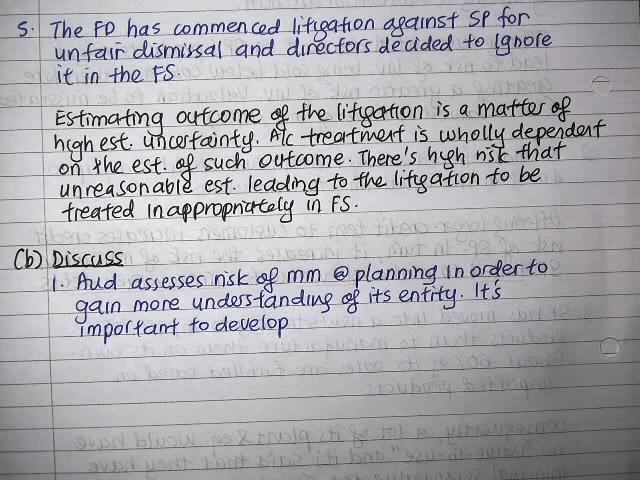 5. The FD has commenced litigation against SP for
unfair dismissal and directors decided to ignore
it in the FS.
Estimating outcome of the litygation is a matter of
high est. uncertainty. A/c treartment is wholly dependent
on the est. of such outcome. There's high risk that
unreasonable est. leading to the litygation to be
treated inappropriately in FS.
(b) Discuss
1. Aud assesses risk of mm @ planning in order to
gain more understanding of its entity. It's
important to develop